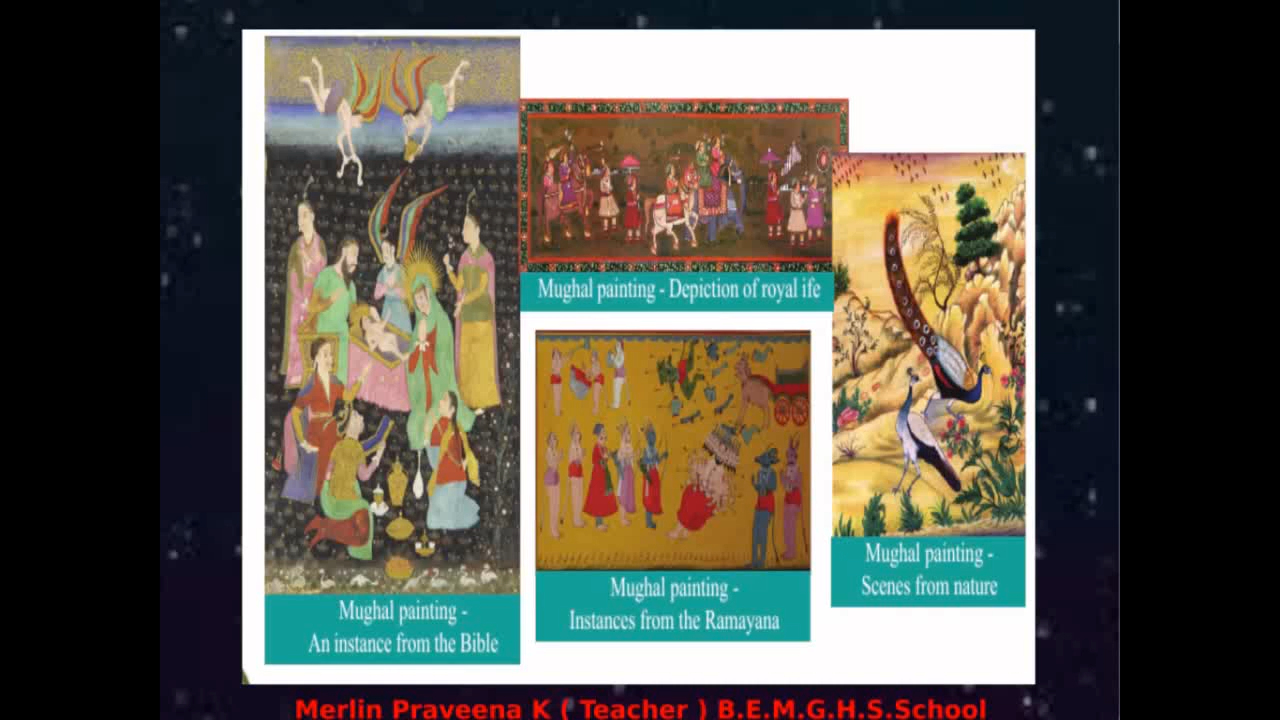 Mughal painting - Depiction of royal ife
Mughal painting -
An instance from the Bible
Mughal painting -
Instances from the Ramayana
Mughal painting -
Scenes from nature
Merlin Praveena K ( Teacher ) B.E.M.G.H.S.School